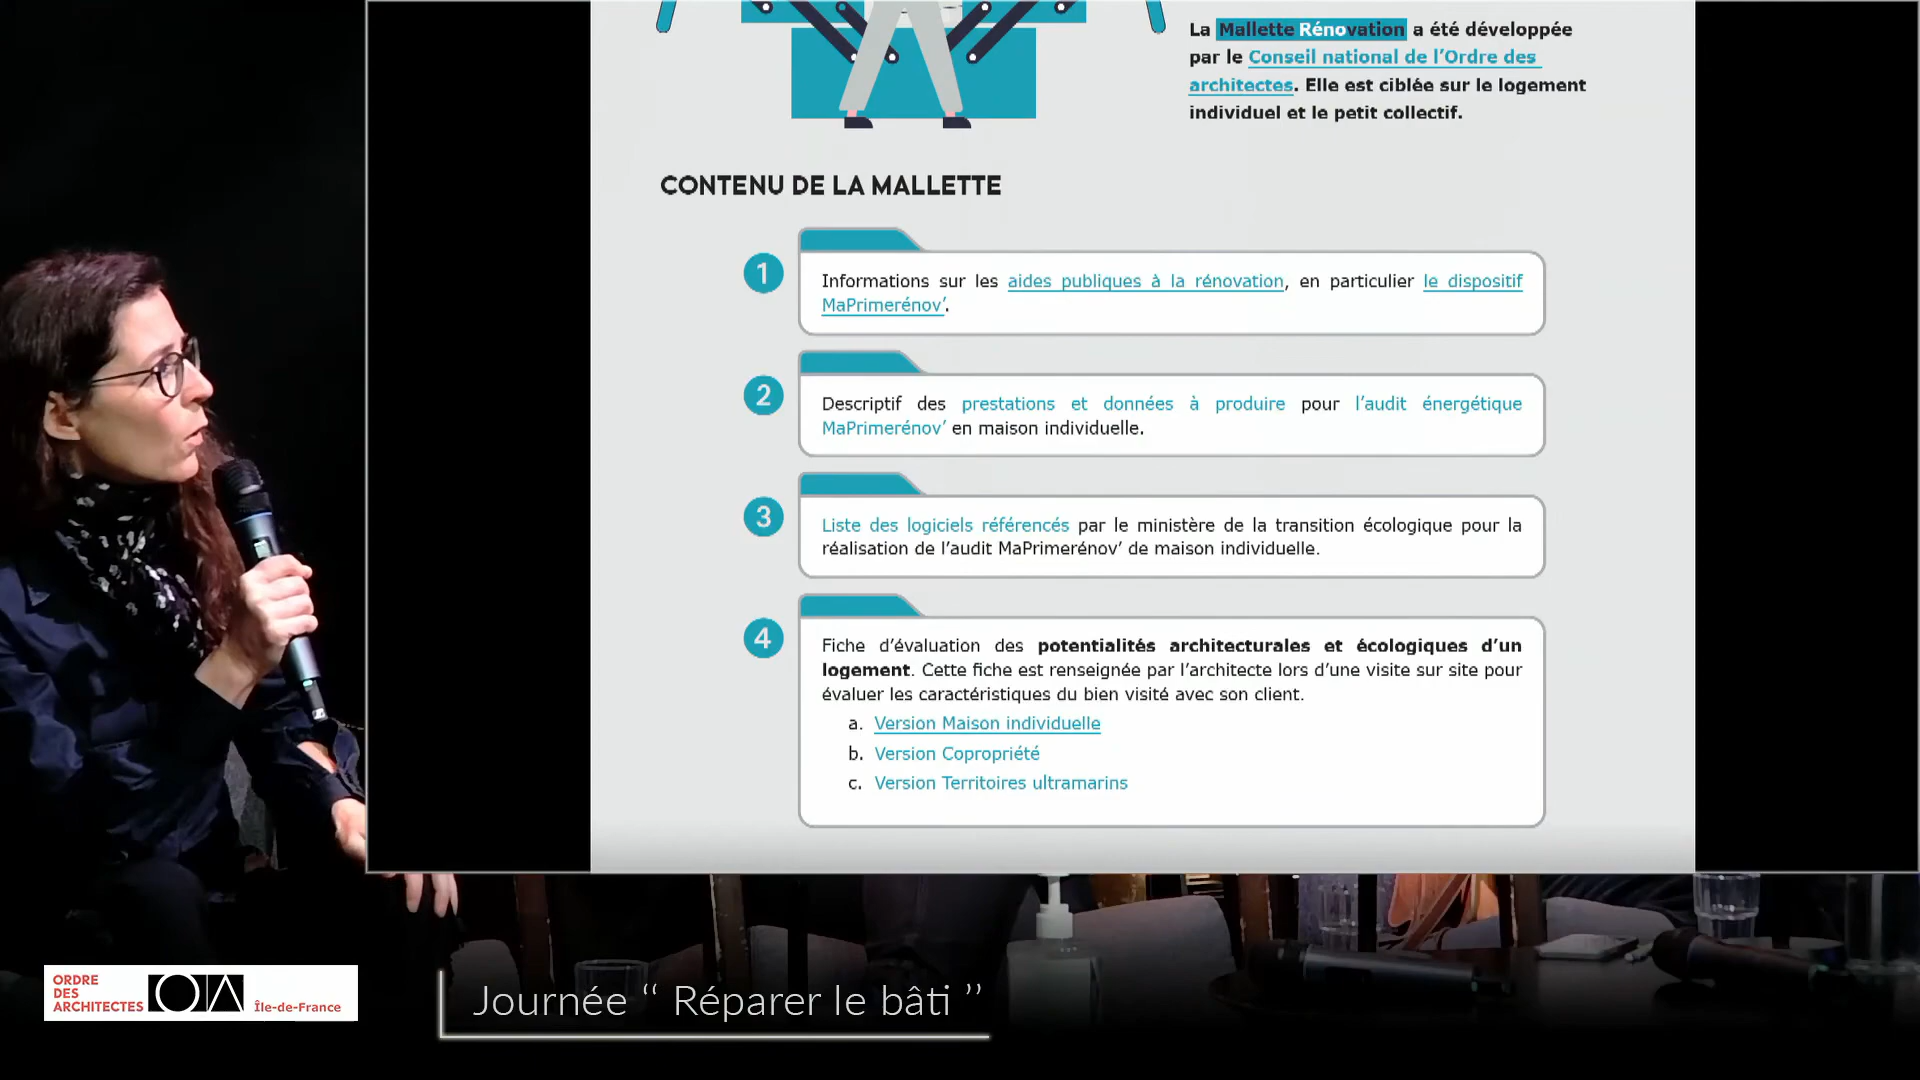 La Mallette Rénovation a été développée
par le Conseil national de l’Ordre des
architectes. Elle est ciblée sur le logement
individuel et le petit collectif.
CONTENU DE LA MALLETTE
1
Informations sur les aides publiques à la rénovation, en particulier le dispositif
MaPrimerénov’.
2
Descriptif des prestations et données à produire pour l’audit énergétique
MaPrimerénov’ en maison individuelle.
3
Liste des logiciels référencés par le ministère de la transition écologique pour la
réalisation de l’audit MaPrimerénov’ de maison individuelle.
4
Fiche d’évaluation des potentialités architecturales et écologiques d’un
logement. Cette fiche est renseignée par l’architecte lors d’une visite sur site pour
évaluer les caractéristiques du bien visité avec son client.
a. Version Maison individuelle
b. Version Copropriété
c. Version Territoires ultramarins
ORDRE
DES
ARCHITECTES
OA
Île-de-France
Journée “ Réparer le bâti ”